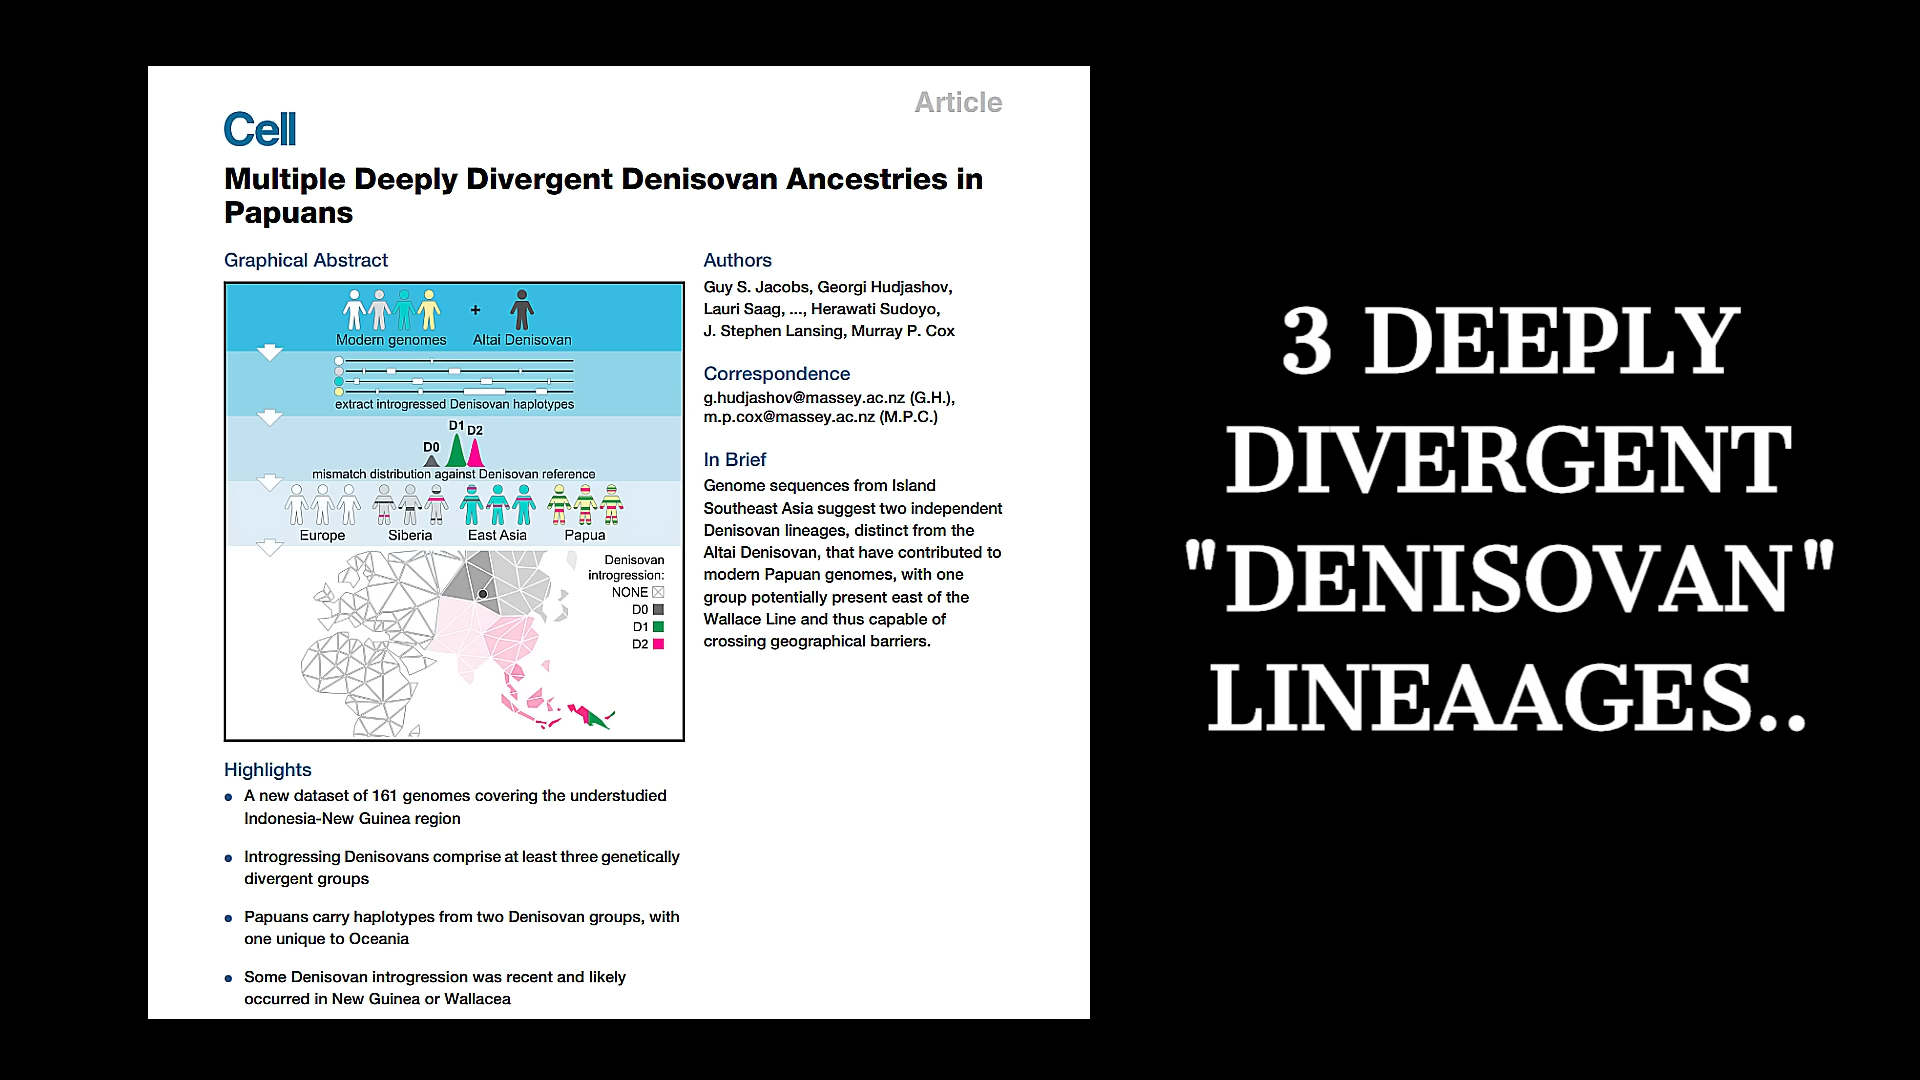 Article
Cell
Multiple Deeply Divergent Denisovan Ancestries in
Papuans
Graphical Abstract
Modern genomes
+
Altai Denisovan
extract introgressed Denisovan haplotypes
D0
D1
D2
mismatch distribution against Denisovan reference
Europe
Siberia
East Asia
Papua
Denisovan
introgression:
NONE
D0
D1
D2
Highlights
• A new dataset of 161 genomes covering the understudied
Indonesia-New Guinea region
• Introgressing Denisovans comprise at least three genetically
divergent groups
• Papuans carry haplotypes from two Denisovan groups, with
one unique to Oceania
• Some Denisovan introgression was recent and likely
occurred in New Guinea or Wallacea
Authors
Guy S. Jacobs, Georgi Hudjashov,
Lauri Saag, ..., Herawati Sudoyo,
J. Stephen Lansing, Murray P. Cox
Correspondence
g.hudjashov@massey.ac.nz (G.H.),
m.p.cox@massey.ac.nz (M.P.C.)
In Brief
Genome sequences from Island
Southeast Asia suggest two independent
Denisovan lineages, distinct from the
Altai Denisovan, that have contributed to
modern Papuan genomes, with one
group potentially present east of the
Wallace Line and thus capable of
crossing geographical barriers.
3 DEEPLY
DIVERGENT
"DENISOVAN"
LINEAAGES..